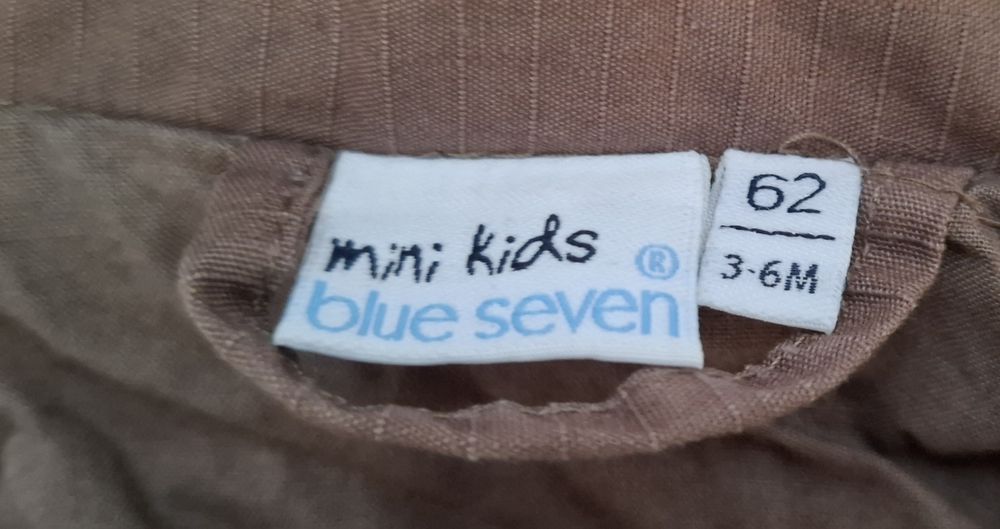 mini kids ®
blue seven
62
3-6M